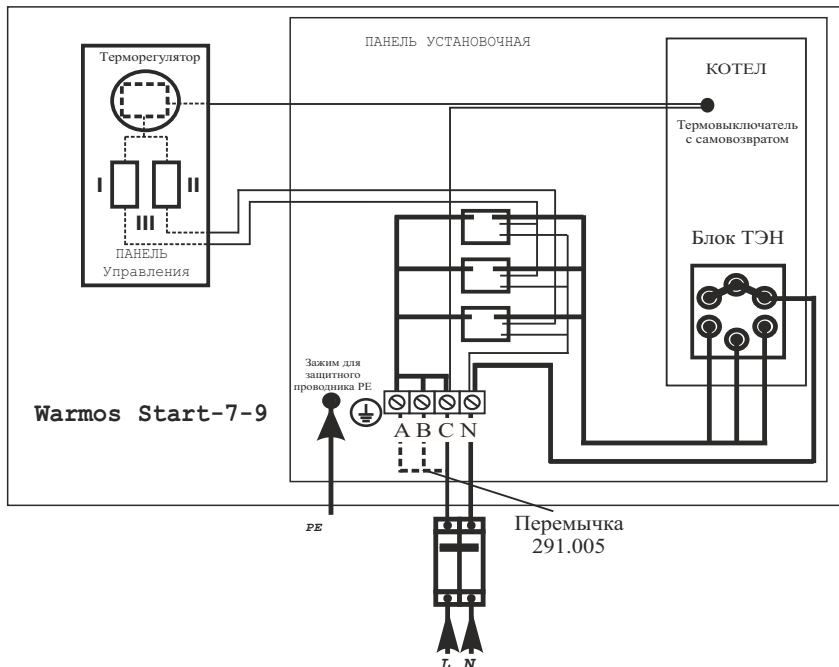 ПАНЕЛЬ УСТАНОВОЧНАЯ
Терморегулятор
КОТЕЛ
Термовыключатель
с самовозвратом
I
II
III
ПАНЕЛЬ
Управления
Блок ТЭН
Зажим для
защитного
проводника PE
Warmos Start-7-9
A B C N
PE
Перемычка
291.005
L N